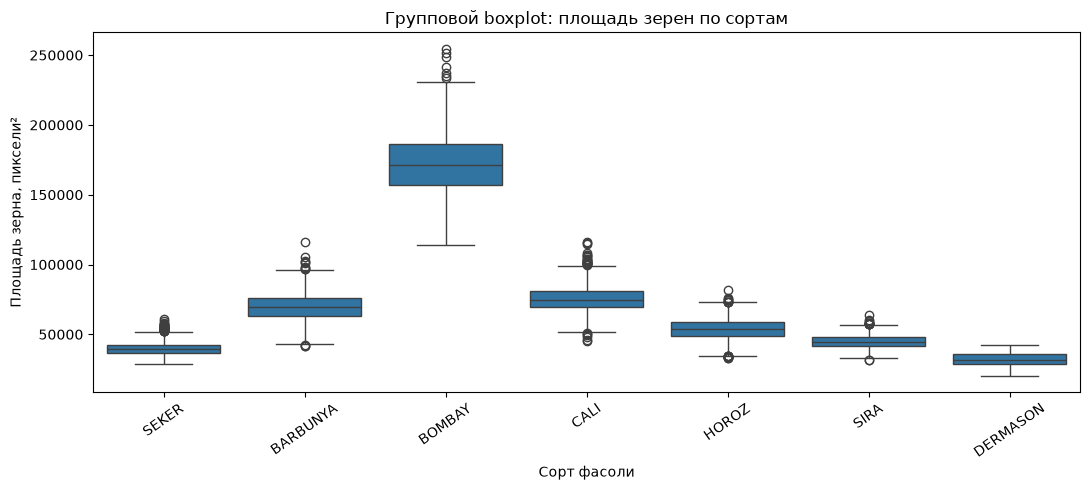 Групповой boxplot: площадь зерен по сортам
Площадь зерна, пиксели²
250000
200000
150000
100000
50000
SEKER
BARBUNYA
BOMBAY
CALI
HOROZ
SIRA
DERMASON
Сорт фасоли